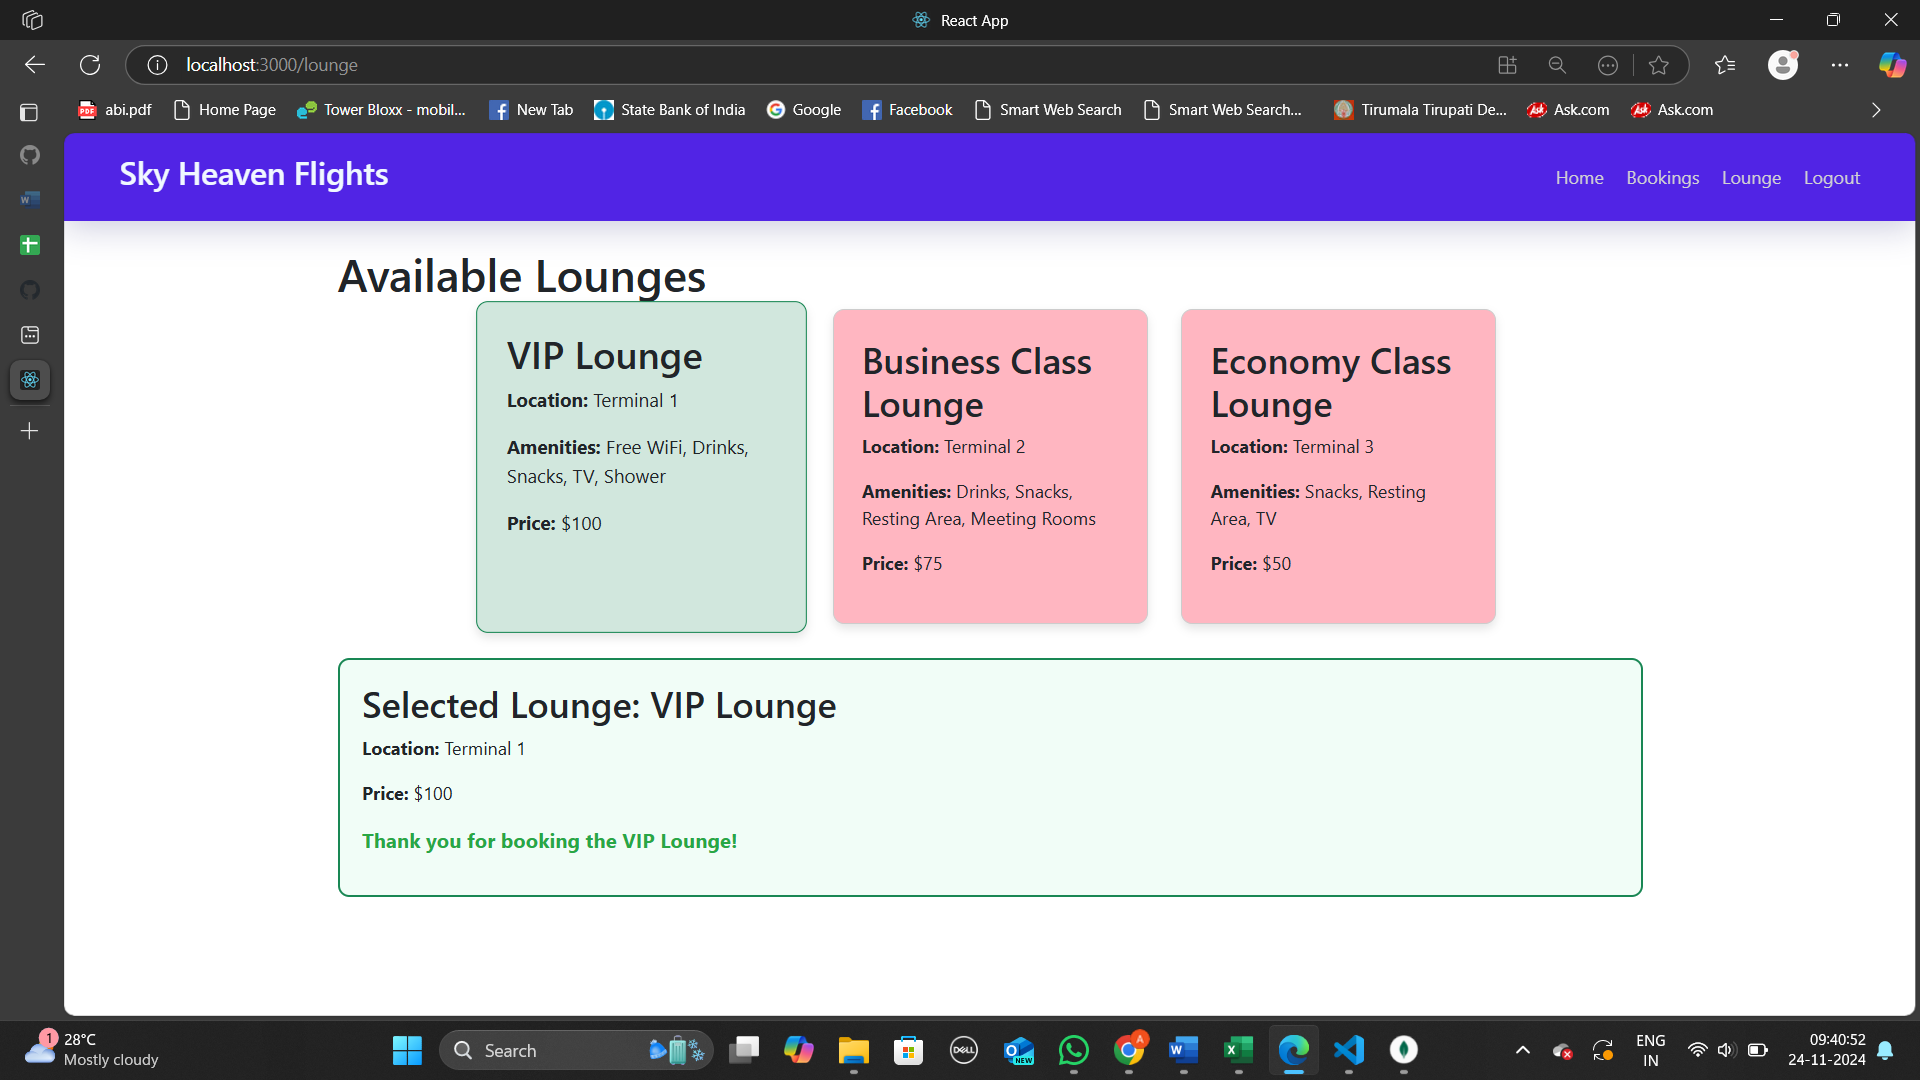 React App
localhost:3000/lounge
abi.pdf
Home Page
Tower Bloxx - mobil...
New Tab
State Bank of India
Google
Facebook
Smart Web Search
Smart Web Search...
Tirumala Tirupati De...
Ask.com
Ask.com
Sky Heaven Flights
Home
Bookings
Lounge
Logout
Available Lounges
VIP Lounge
Location: Terminal 1
Amenities: Free WiFi, Drinks,
Snacks, TV, Shower
Price: $100
Business Class
Lounge
Location: Terminal 2
Amenities: Drinks, Snacks,
Resting Area, Meeting Rooms
Price: $75
Economy Class
Lounge
Location: Terminal 3
Amenities: Snacks, Resting
Area, TV
Price: $50
Selected Lounge: VIP Lounge
Location: Terminal 1
Price: $100
Thank you for booking the VIP Lounge!
1
28°C
Mostly cloudy
Search
DELL
NEW
A
ENG
IN
09:40:52
24-11-2024